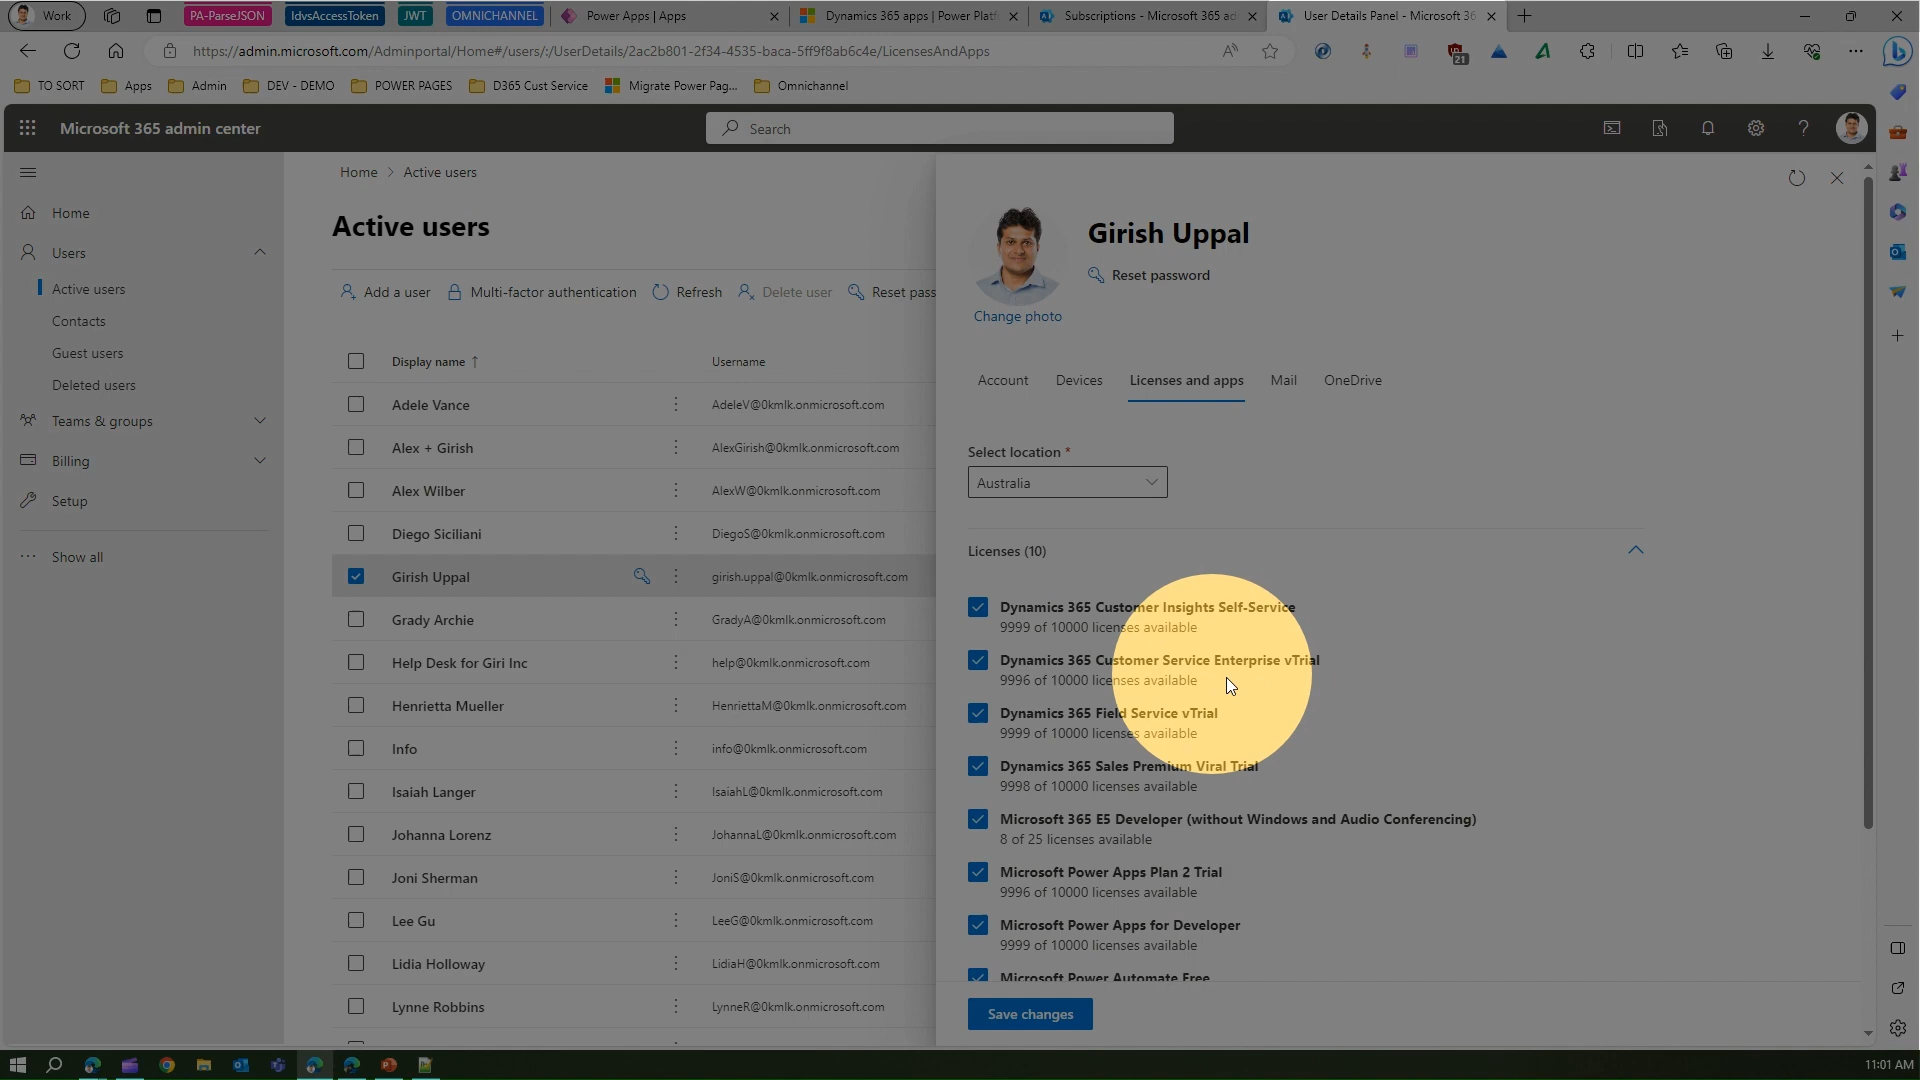 Work
PA-ParseJSON
IdvsAccessToken
JWT
OMNICHANNEL
Power Apps | Apps
Dynamics 365 apps | Power Platf
Subscriptions - Microsoft 365 ad
User Details Panel - Microsoft 36
https://admin.microsoft.com/Adminportal/Home#/users/:/UserDetails/2ac2b801-2f34-4535-baca-5ff9f8ab6c4e/LicensesAndApps
21
TO SORT
Apps
Admin
DEV - DEMO
POWER PAGES
D365 Cust Service
Migrate Power Pag...
Omnichannel
Microsoft 365 admin center
Search
Home
Users
Active users
Contacts
Guest users
Deleted users
Teams & groups
Billing
Setup
Show all
Home > Active users
Active users
Add a user
Multi-factor authentication
Refresh
Delete user
Reset pass
Display name ↑ Username
Adele Vance AdeleV@0kmlk.onmicrosoft.com
Alex + Girish AlexGirish@0kmlk.onmicrosoft.com
Alex Wilber AlexW@0kmlk.onmicrosoft.com
Diego Siciliani DiegoS@0kmlk.onmicrosoft.com
Girish Uppal girish.uppal@0kmlk.onmicrosoft.com
Grady Archie GradyA@0kmlk.onmicrosoft.com
Help Desk for Giri Inc help@0kmlk.onmicrosoft.com
Henrietta Mueller HenriettaM@0kmlk.onmicrosoft.com
Info info@0kmlk.onmicrosoft.com
Isaiah Langer IsaiahL@0kmlk.onmicrosoft.com
Johanna Lorenz JohannaL@0kmlk.onmicrosoft.com
Joni Sherman JoniS@0kmlk.onmicrosoft.com
Lee Gu LeeG@0kmlk.onmicrosoft.com
Lidia Holloway LidiaH@0kmlk.onmicrosoft.com
Lynne Robbins LynneR@0kmlk.onmicrosoft.com
Girish Uppal
Reset password
Change photo
Account
Devices
Licenses and apps
Mail
OneDrive
Select location *
Australia
Licenses (10)
Dynamics 365 Customer Insights Self-Service
9999 of 10000 licenses available
Dynamics 365 Customer Service Enterprise vTrial
9996 of 10000 licenses available
Dynamics 365 Field Service vTrial
9999 of 10000 licenses available
Dynamics 365 Sales Premium Viral Trial
9998 of 10000 licenses available
Microsoft 365 E5 Developer (without Windows and Audio Conferencing)
8 of 25 licenses available
Microsoft Power Apps Plan 2 Trial
9996 of 10000 licenses available
Microsoft Power Apps for Developer
9999 of 10000 licenses available
Microsoft Power Automate Free
Save changes
11:01 AM